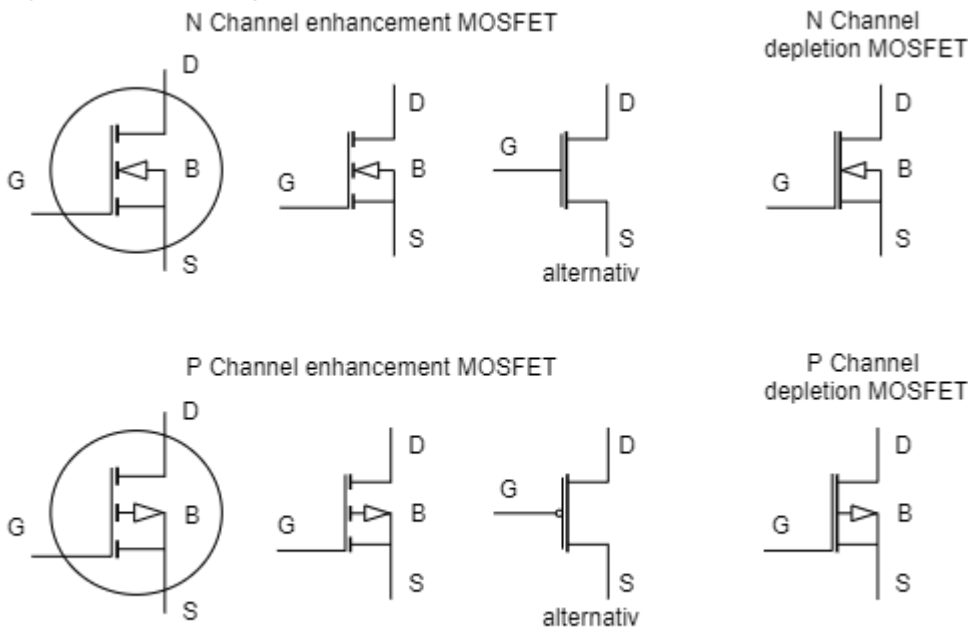 N Channel enhancement MOSFET
N Channel
depletion MOSFET
D
G
B
S
D
G
B
S
G
D
S
alternativ
D
G
B
S
P Channel enhancement MOSFET
P Channel
depletion MOSFET
D
G
B
S
D
G
B
S
G
D
S
alternativ
D
G
B
S